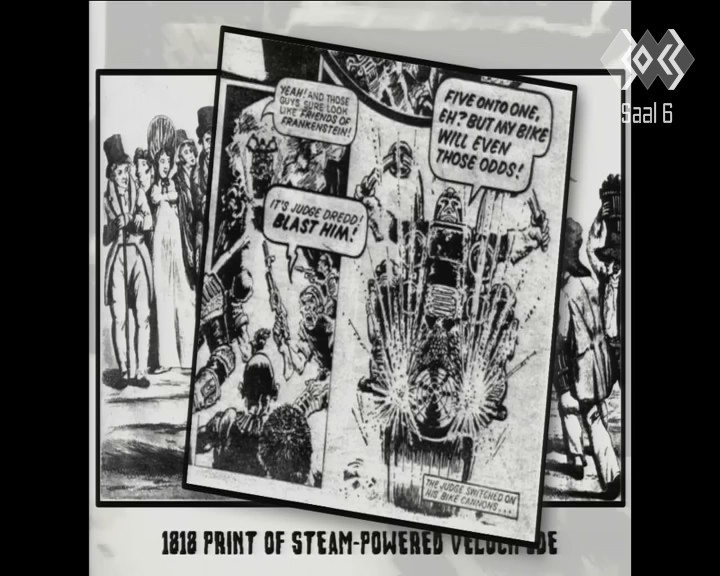 30C3
Saal 6
YEAH! AND THOSE
GUYS SURE LOOK
LIKE FRIENDS OF
FRANKENSTEIN!
FIVE ONTO ONE,
EH? BUT MY BIKE
WILL EVEN
THOSE ODDS!
IT'S JUDGE DREDD!
BLAST HIM!
THE JUDGE SWITCHED ON
HIS BIKE CANNONS...
1818 PRINT OF STEAM-POWERED